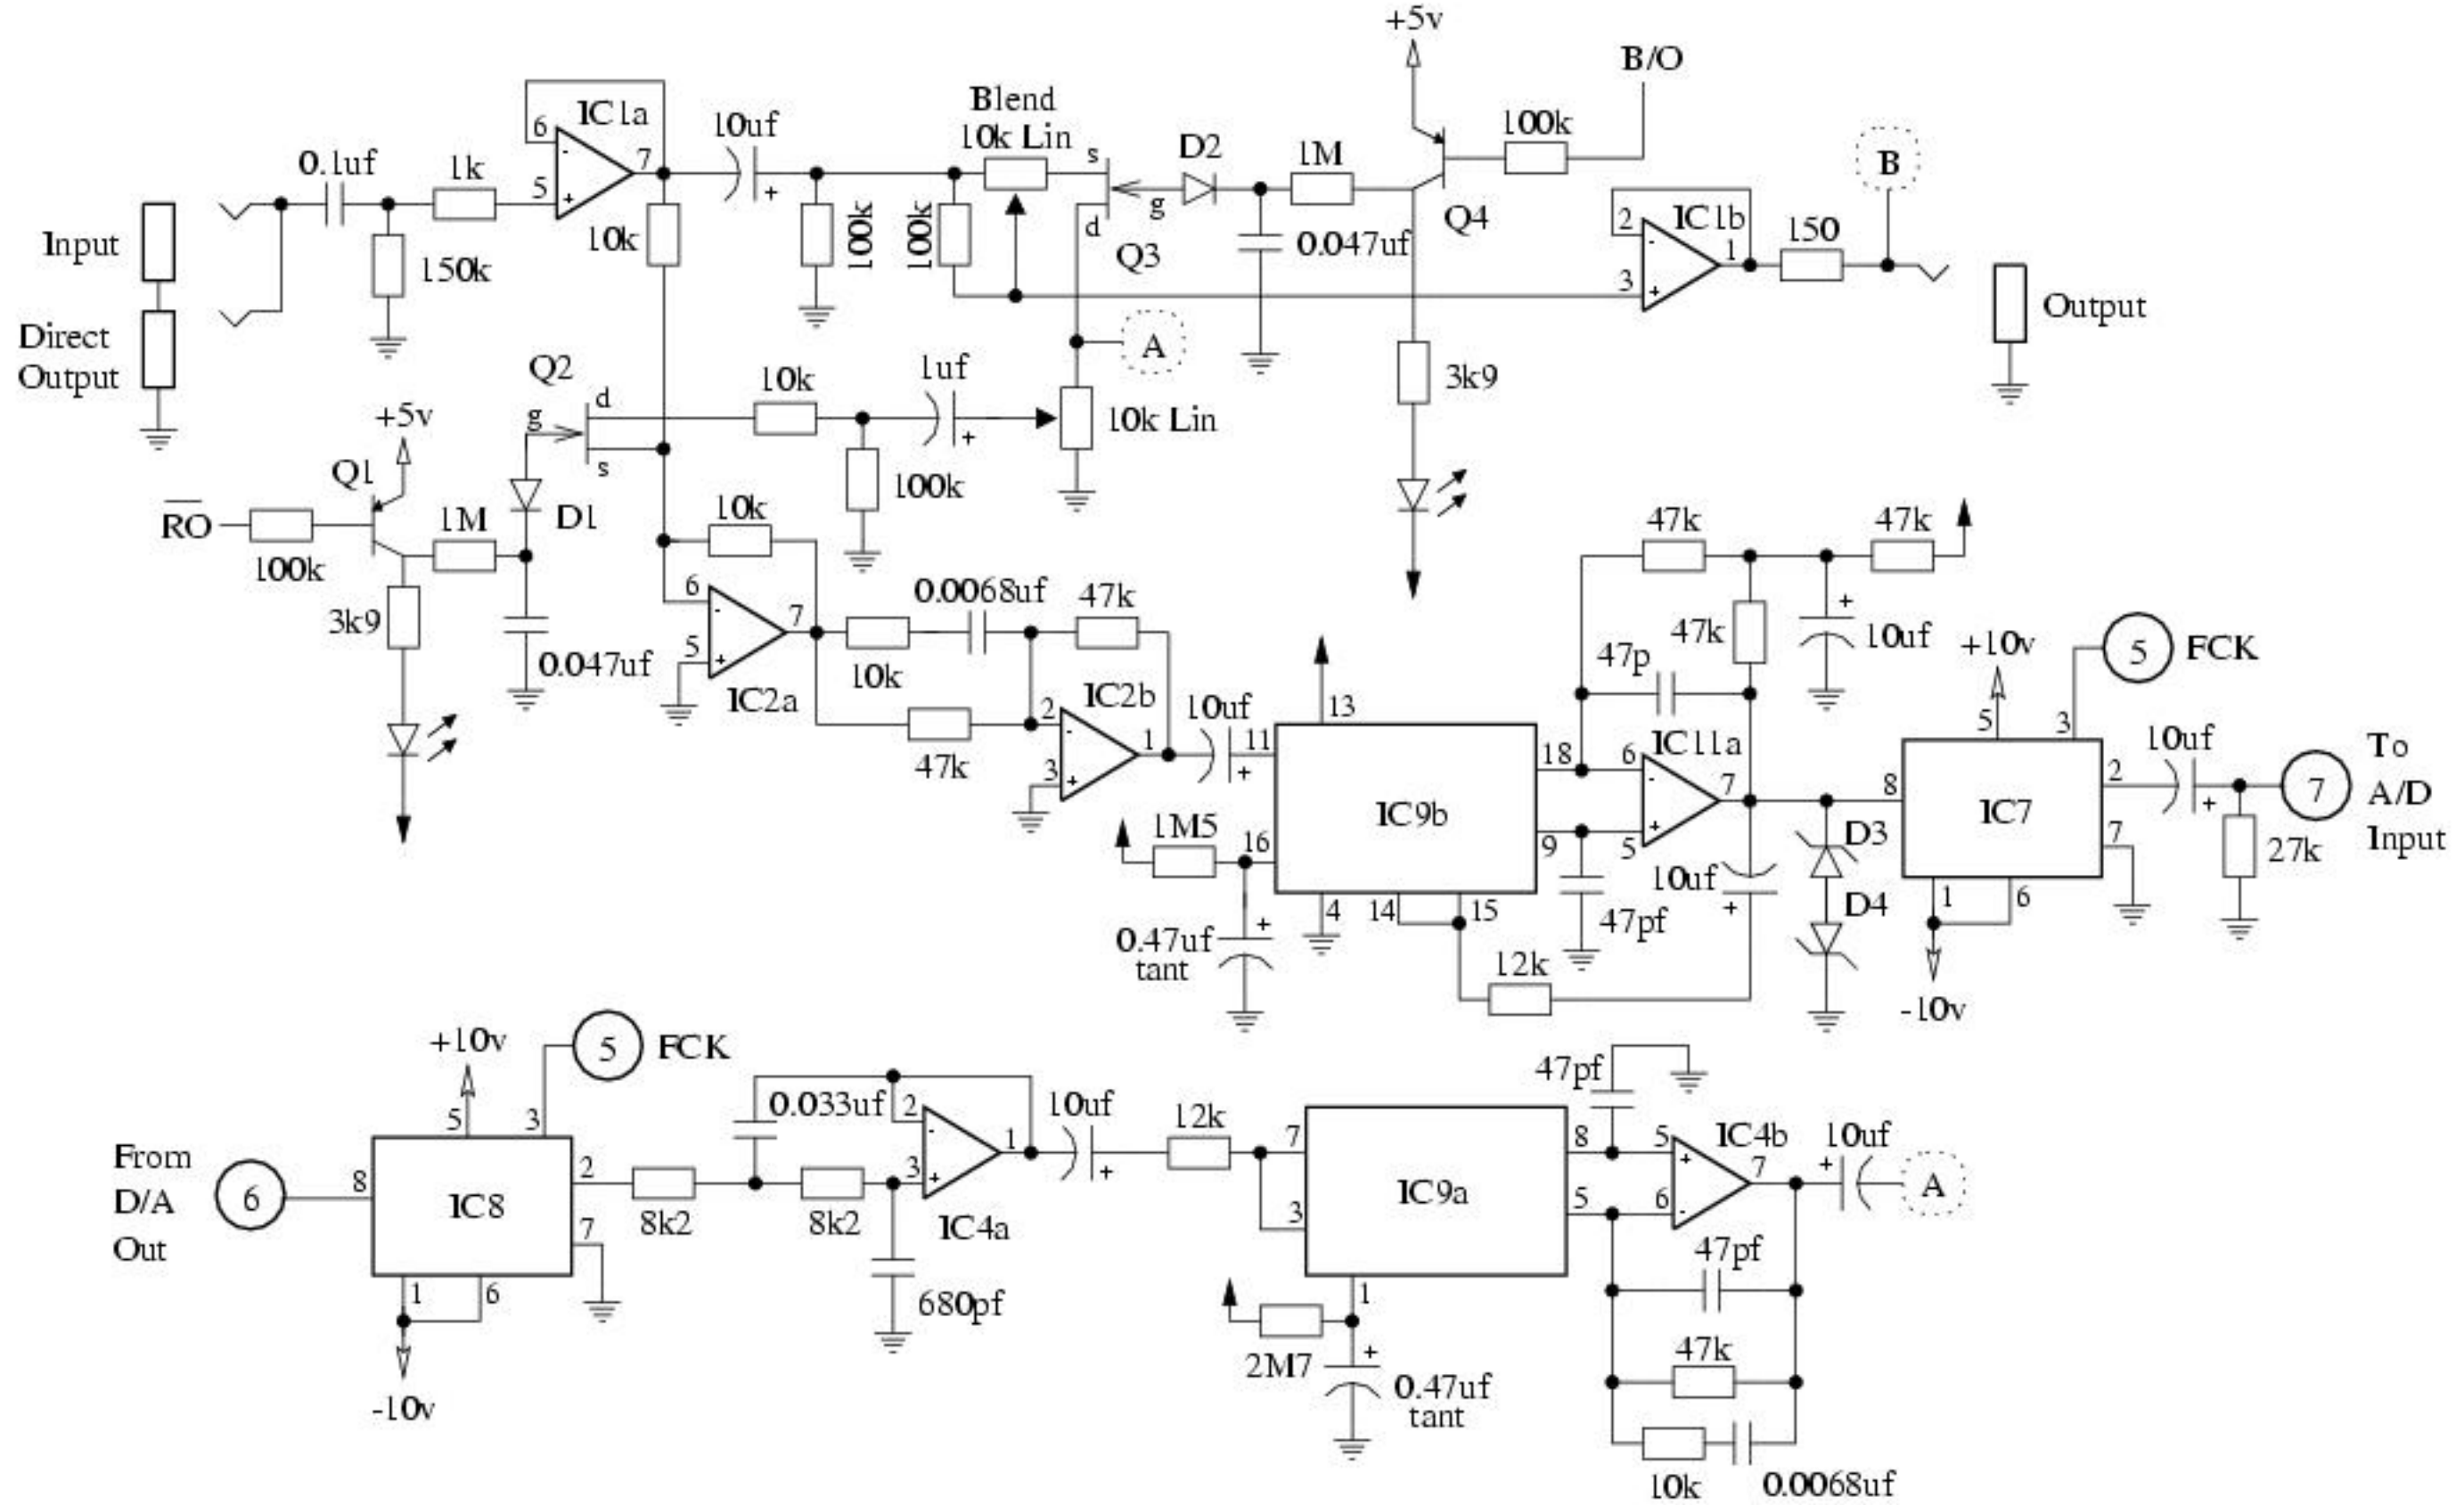 +5v
B/O
IC1a
6
-
7
5
+
10uf
+
Blend
10k Lin
s
g
d
Q3
D2
1M
100k
Q4
B
0.1uf
1k
150k
10k
100k
100k
0.047uf
2
-
IC1b
1
3
+
150
Input
Direct
Output
Output
A
3k9
Q2
g
d
s
10k
1uf
+
10k Lin
100k
+5v
Q1
RO
100k
1M
D1
3k9
0.047uf
10k
6
-
7
5
+
IC2a
10k
0.0068uf
47k
47k
2
-
IC2b
1
3
+
10uf
+
13
11
16
IC9b
18
9
4
14
15
1M5
0.47uf
tant
+
47k
47k
47k
+
10uf
47p
IC11a
6
-
7
5
+
47pf
10uf
+
12k
D3
D4
+10v
5
3
5
FCK
8
IC7
2
7
1
6
-10v
10uf
+
7
27k
To
A/D
Input
+10v
5
FCK
5
3
From
D/A
Out
6
8
IC8
2
7
1
6
-10v
8k2
0.033uf
8k2
2
-
1
3
+
IC4a
680pf
10uf
+
12k
7
3
IC9a
8
5
1
2M7
+
0.47uf
tant
47pf
5
+
IC4b
7
6
-
10uf
+
A
47pf
47k
10k
0.0068uf